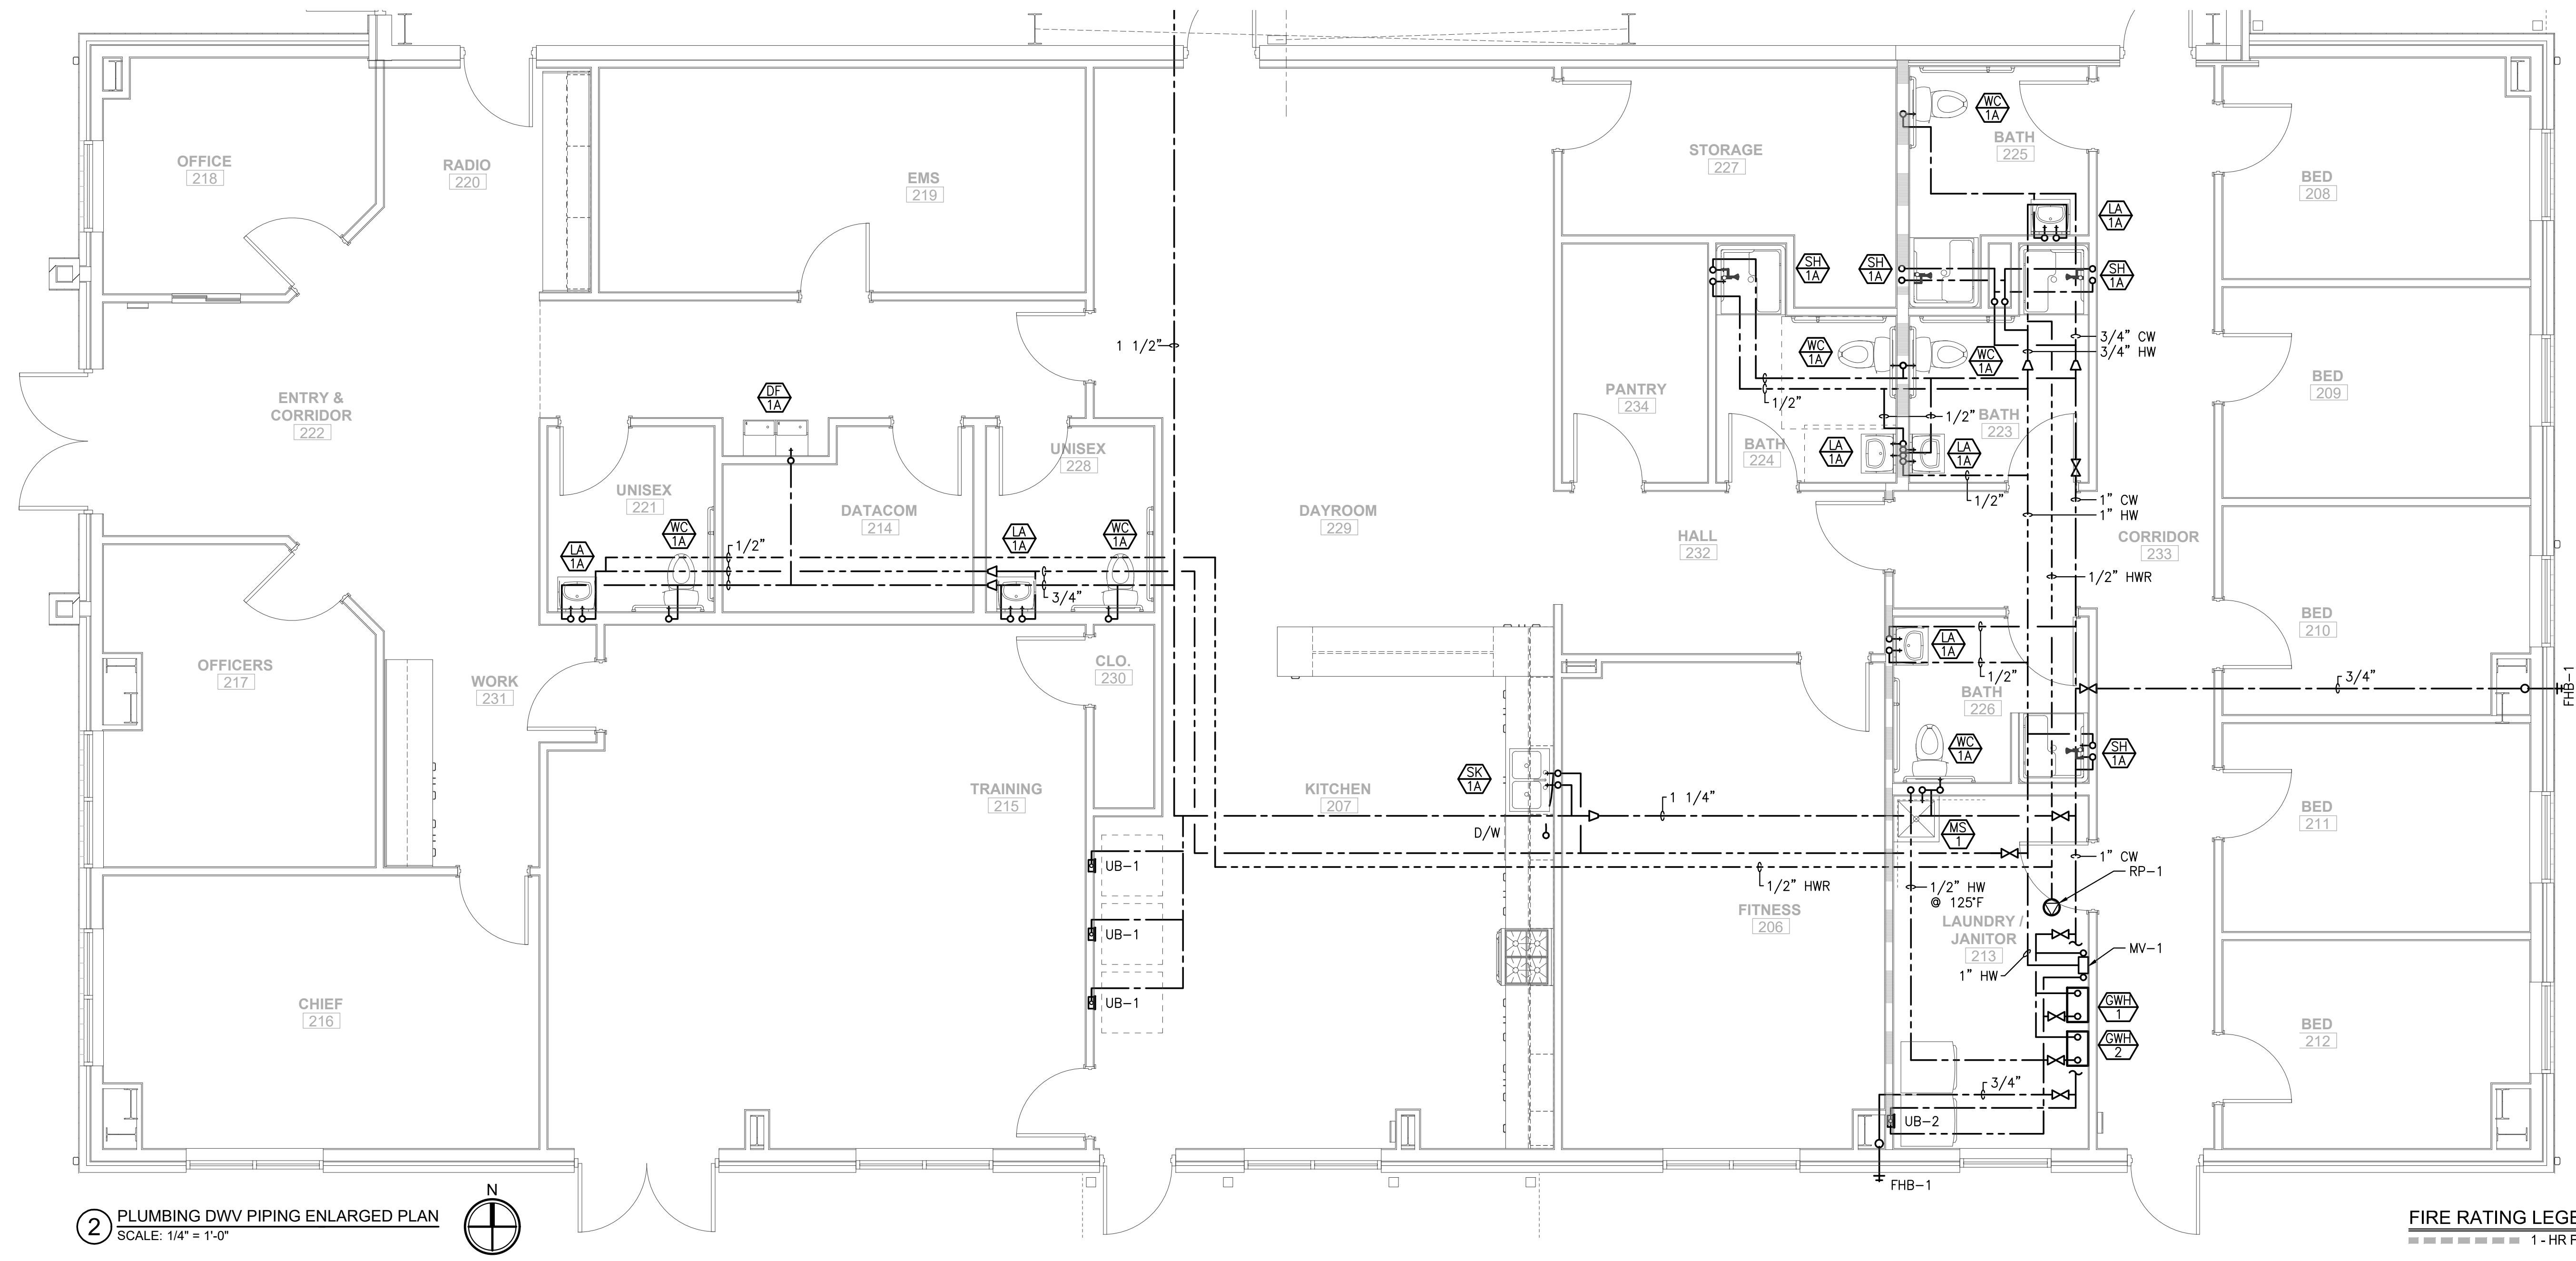 OFFICE
218
RADIO
220
EMS
219
STORAGE
227
WC
1A
BATH
225
BED
208
LA
1A
SH
1A
SH
1A
SH
1A
1 1/2"
3/4" CW
3/4" HW
WC
1A
WC
1A
ENTRY &
CORRIDOR
222
DF
1A
PANTRY
234
1/2"
1/2"
BATH
223
BED
209
UNISEX
228
BATH
224
LA
1A
LA
1A
UNISEX
221
DATACOM
214
DAYROOM
229
1/2"
1" CW
1" HW
HALL
232
CORRIDOR
233
LA
1A
WC
1A
1/2"
LA
1A
WC
1A
3/4"
1/2" HWR
BED
210
OFFICERS
217
WORK
231
CLO.
230
LA
1A
1/2"
BATH
226
3/4"
FHB-1
WC
1A
SH
1A
TRAINING
215
KITCHEN
207
SK
1A
D/W
1 1/4"
MS
1
BED
211
UB-1
1" CW
RP-1
1/2" HWR
1/2" HW
@ 125°F
FITNESS
206
UB-1
LAUNDRY /
JANITOR
213
1" HW
MV-1
CHIEF
216
UB-1
GWH
1
GWH
2
BED
212
3/4"
UB-2
FHB-1
2
PLUMBING DWV PIPING ENLARGED PLAN
SCALE: 1/4" = 1'-0"
N
FIRE RATING LEGE
1 - HR F